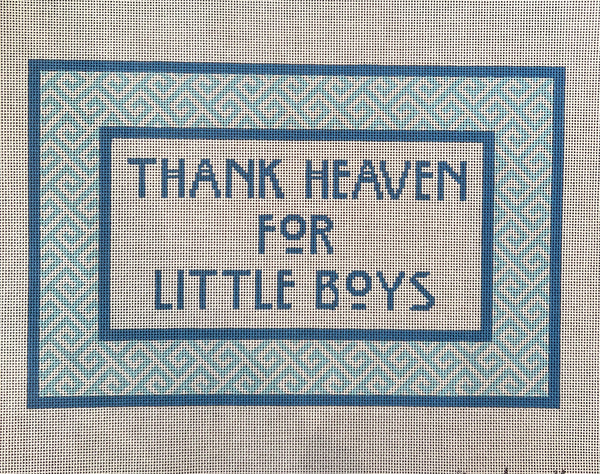 THANK HEAVEN
FOR
LITTLE BOYS